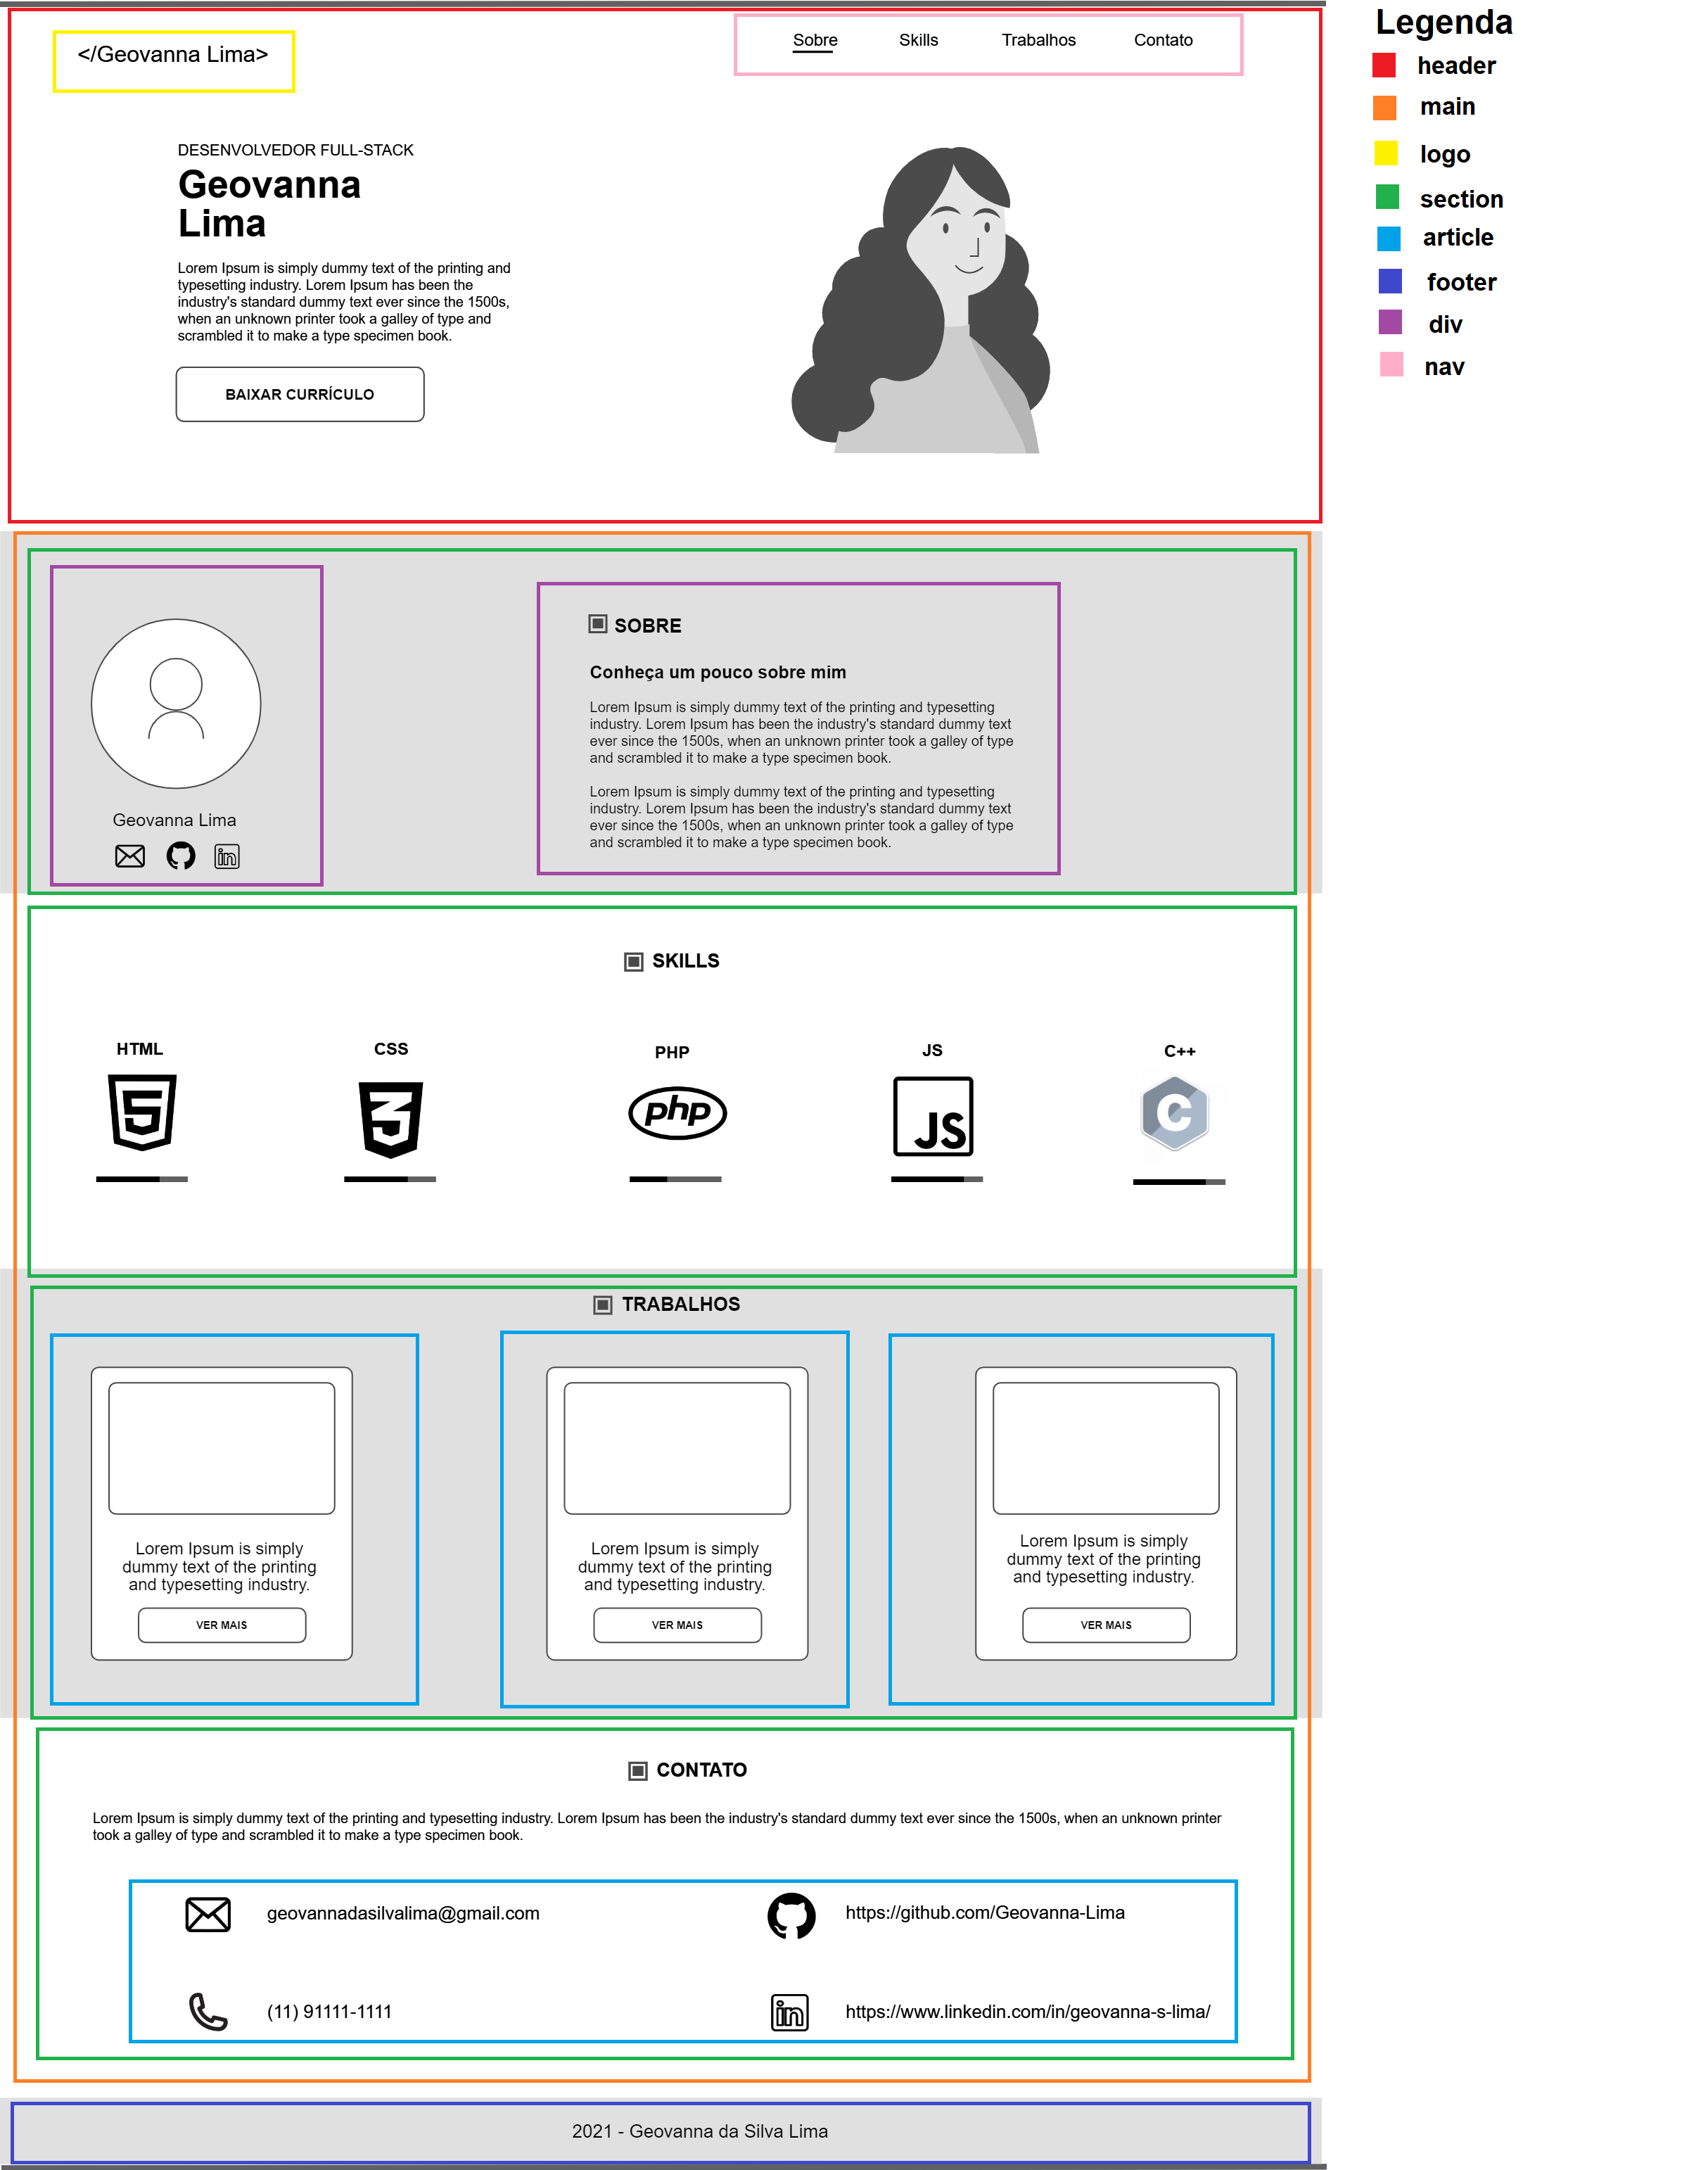 </Geovanna Lima>
Sobre
Skills
Trabalhos
Contato
DESENVOLVEDOR FULL-STACK
Geovanna
Lima
Lorem Ipsum is simply dummy text of the printing and
typesetting industry. Lorem Ipsum has been the
industry's standard dummy text ever since the 1500s,
when an unknown printer took a galley of type and
scrambled it to make a type specimen book.
BAIXAR CURRÍCULO
Legenda
header
main
logo
section
article
footer
div
nav
Geovanna Lima
in
SOBRE
Conheça um pouco sobre mim
Lorem Ipsum is simply dummy text of the printing and typesetting
industry. Lorem Ipsum has been the industry's standard dummy text
ever since the 1500s, when an unknown printer took a galley of type
and scrambled it to make a type specimen book.
Lorem Ipsum is simply dummy text of the printing and typesetting
industry. Lorem Ipsum has been the industry's standard dummy text
ever since the 1500s, when an unknown printer took a galley of type
and scrambled it to make a type specimen book.
SKILLS
HTML
5
CSS
3
PHP
php
JS
JS
C++
C
TRABALHOS
Lorem Ipsum is simply
dummy text of the printing
and typesetting industry.
VER MAIS
Lorem Ipsum is simply
dummy text of the printing
and typesetting industry.
VER MAIS
Lorem Ipsum is simply
dummy text of the printing
and typesetting industry.
VER MAIS
CONTATO
Lorem Ipsum is simply dummy text of the printing and typesetting industry. Lorem Ipsum has been the industry's standard dummy text ever since the 1500s, when an unknown printer
took a galley of type and scrambled it to make a type specimen book.
geovannadasilvalima@gmail.com
https://github.com/Geovanna-Lima
(11) 91111-1111
in
https://www.linkedin.com/in/geovanna-s-lima/
2021 - Geovanna da Silva Lima